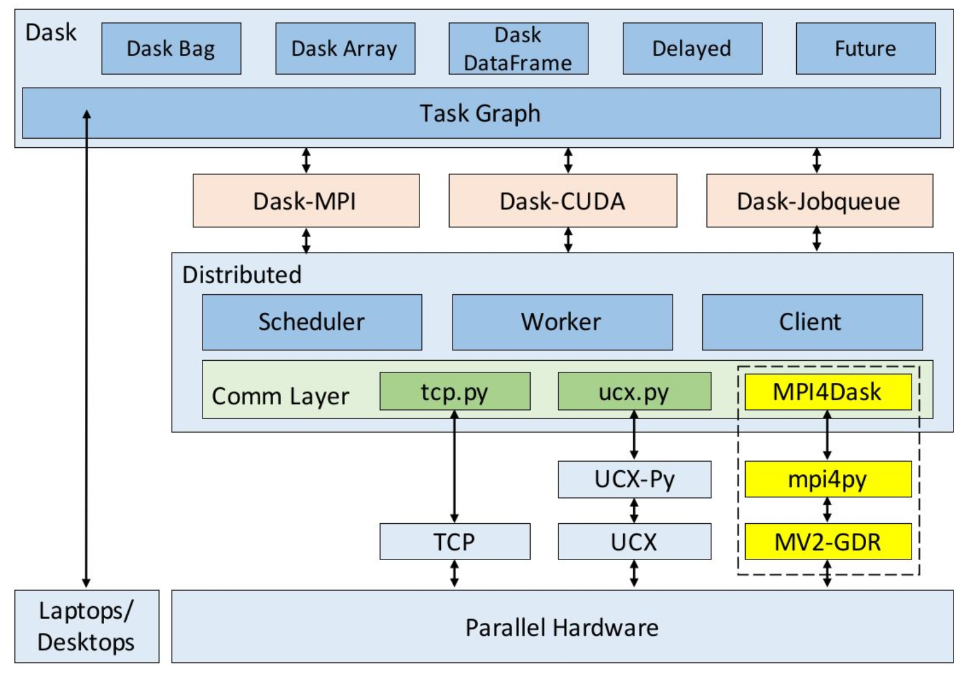 Dask
Dask Bag
Dask Array
Dask
DataFrame
Delayed
Future
Task Graph
Dask-MPI
Dask-CUDA
Dask-Jobqueue
Distributed
Scheduler
Worker
Client
Comm Layer
tcp.py
ucx.py
MPI4Dask
UCX-Py
mpi4py
TCP
UCX
MV2-GDR
Laptops/
Desktops
Parallel Hardware